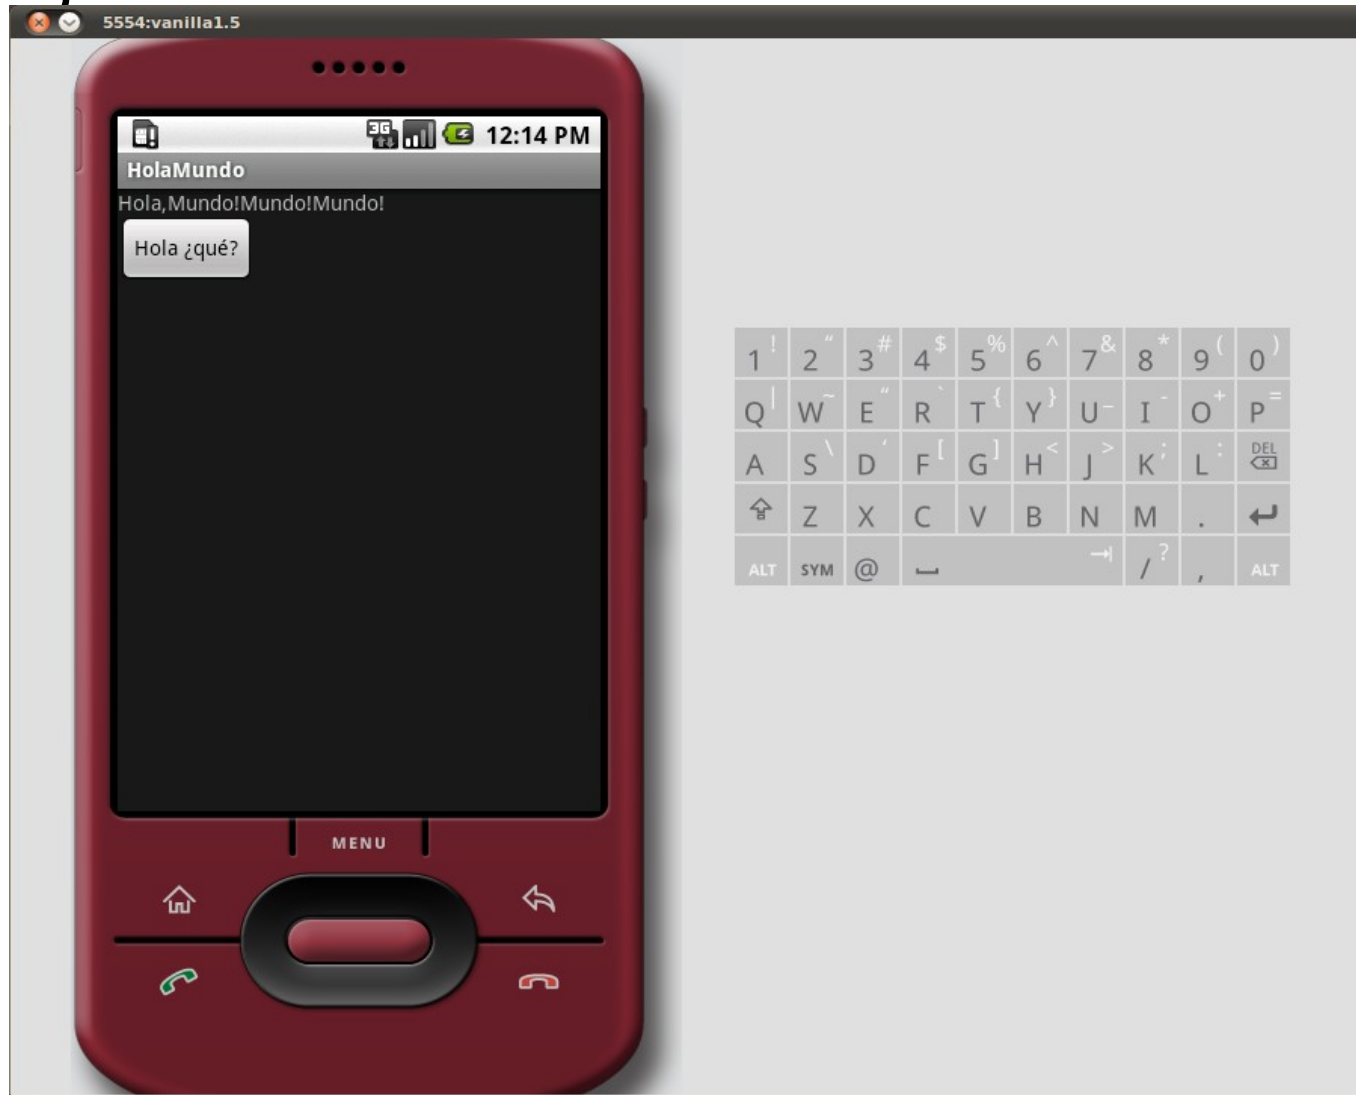 5554:vanilla1.5
3G 12:14 PM
HolaMundo
Hola,Mundo!Mundo!Mundo!
Hola ¿qué?
MENU
1 ! 2 " 3 # 4 $ 5 % 6 ^ 7 & 8 * 9 ( 0 )
Q | W ~ E " R ` T { Y } U _ I - O + P =
A S \ D ' F [ G ] H < J > K ; L : DEL
Z X C V B N M .
ALT SYM @ / ? , ALT